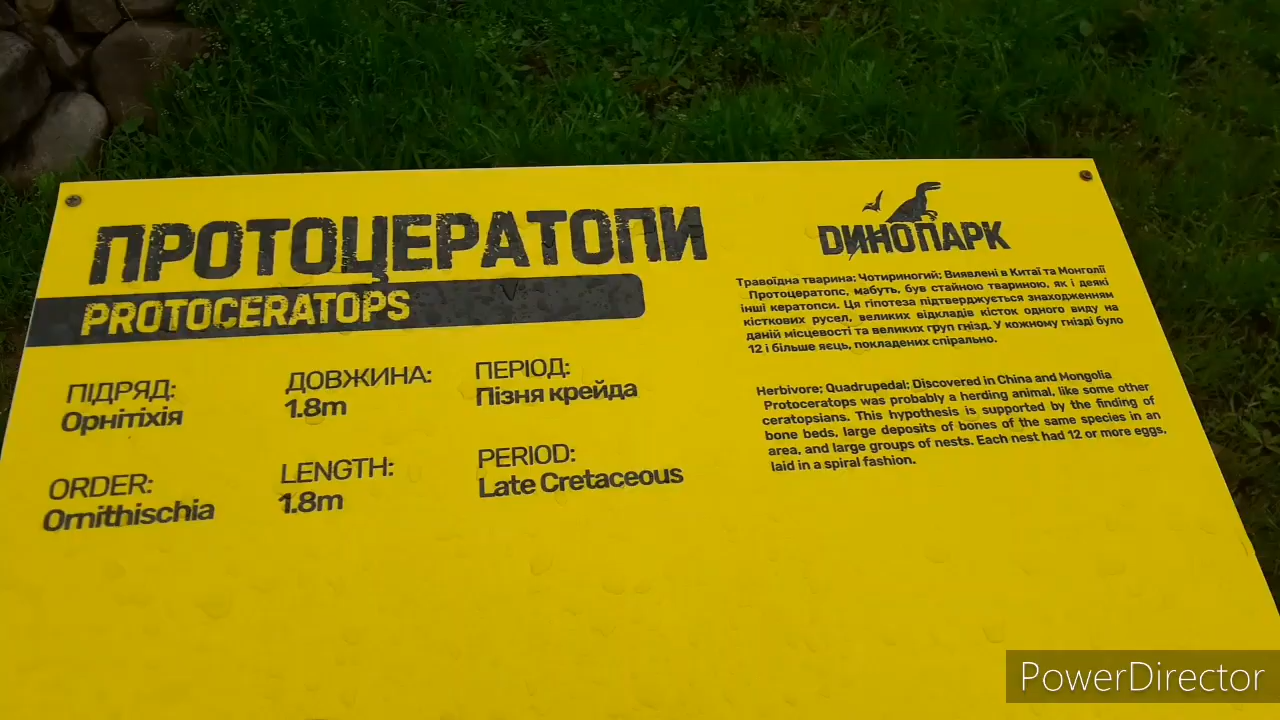 ПРОТОЦЕРАТОПИ
PROTOCERATOPS
ПІДРЯД:
Орнітіхія
ДОВЖИНА:
1.8m
ПЕРІОД:
Пізня крейда
ORDER:
Ornithischia
LENGTH:
1.8m
PERIOD:
Late Cretaceous
DИНОПАРК
Травоїдна тварина; Чотириногий; Виявлені в Китаї та Монголії
Протоцератопс, мабуть, був стайною твариною, як і деякі
інші кератопси. Ця гіпотеза підтверджується знаходженням
кісткових русел, великих відкладів кісток одного виду на
даній місцевості та великих груп гнізд. У кожному гнізді було
12 і більше яєць, покладених спірально.
Herbivore; Quadrupedal; Discovered in China and Mongolia
Protoceratops was probably a herding animal, like some other
ceratopsians. This hypothesis is supported by the finding of
bone beds, large deposits of bones of the same species in an
area, and large groups of nests. Each nest had 12 or more eggs,
laid in a spiral fashion.
PowerDirector